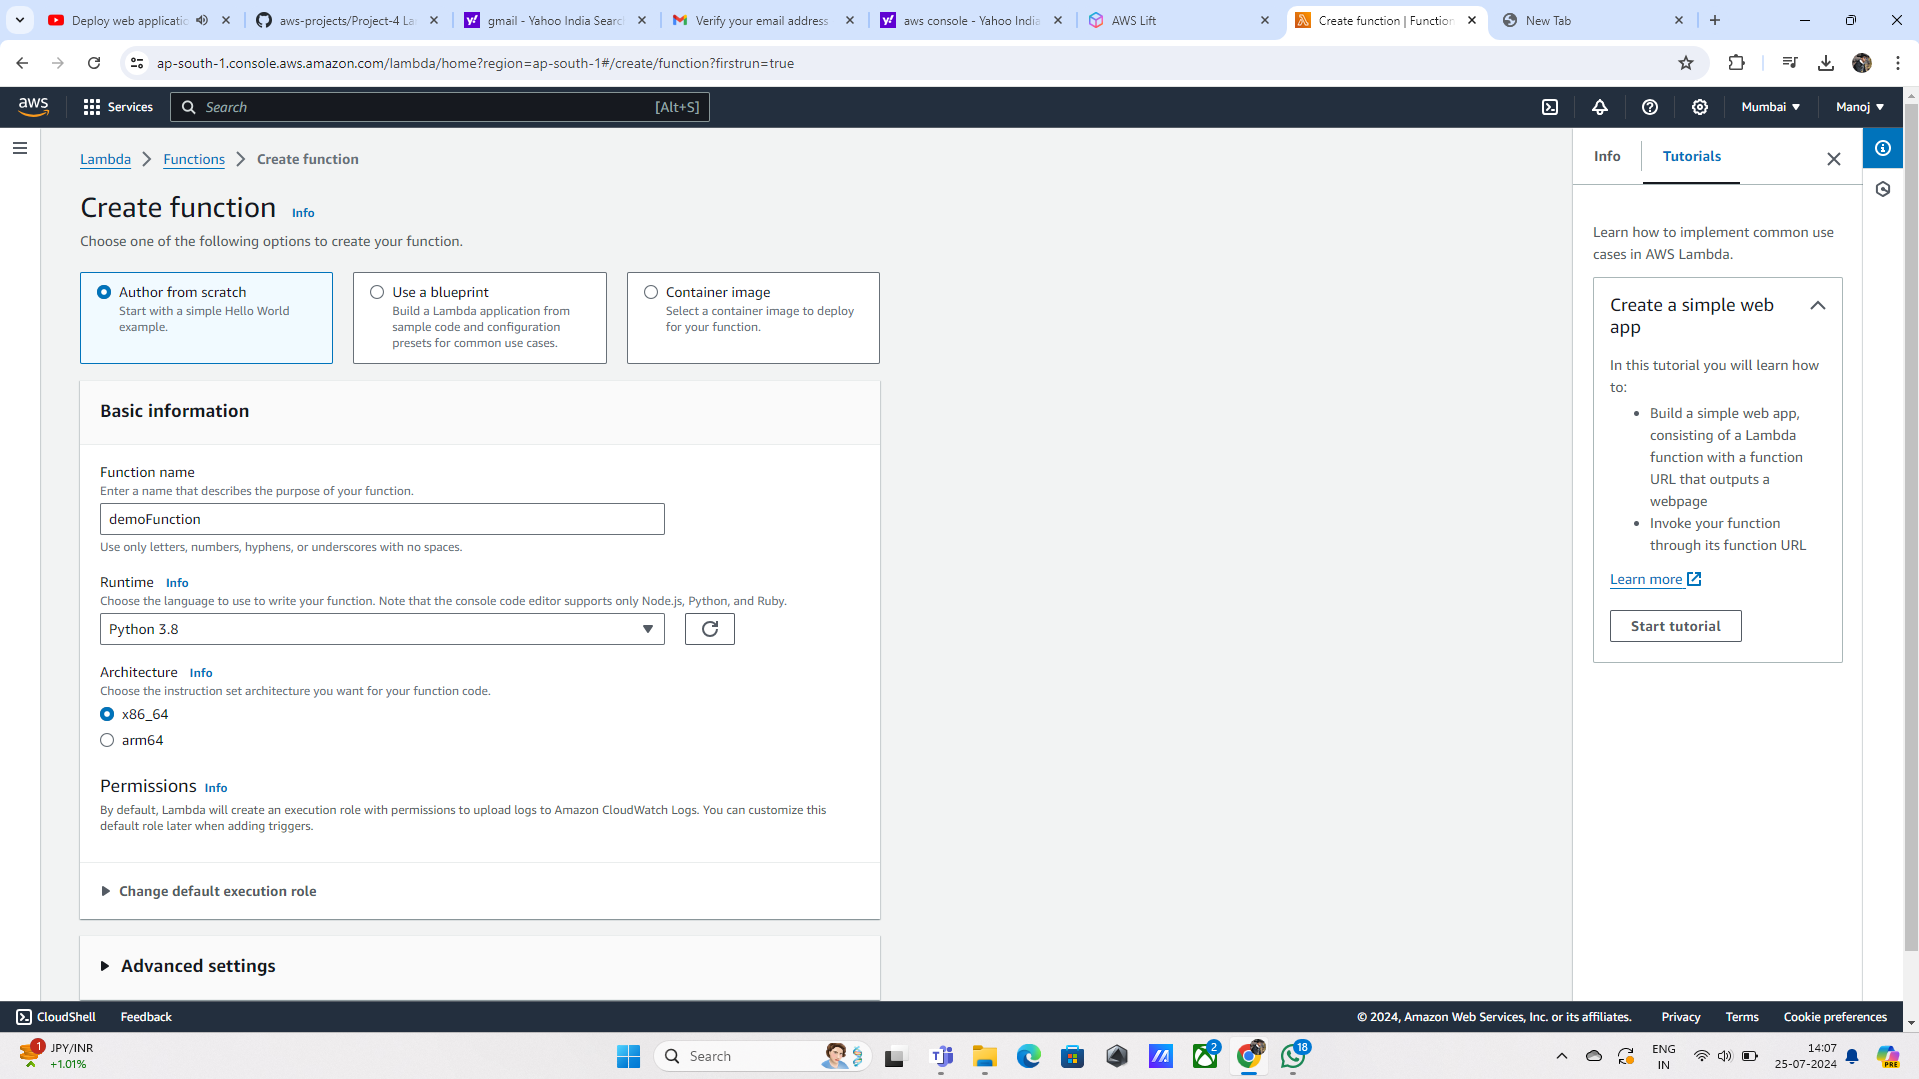 Deploy web applicatio
aws-projects/Project-4 La
gmail - Yahoo India Searc
Verify your email address
aws console - Yahoo India
AWS Lift
Create function | Function
New Tab
ap-south-1.console.aws.amazon.com/lambda/home?region=ap-south-1#/create/function?firstrun=true
aws
Services
Search
[Alt+S]
Mumbai
Manoj
Lambda
Functions
Create function
Create function
Info
Choose one of the following options to create your function.
Author from scratch
Start with a simple Hello World
example.
Use a blueprint
Build a Lambda application from
sample code and configuration
presets for common use cases.
Container image
Select a container image to deploy
for your function.
Basic information
Function name
Enter a name that describes the purpose of your function.
demoFunction
Use only letters, numbers, hyphens, or underscores with no spaces.
Runtime Info
Choose the language to use to write your function. Note that the console code editor supports only Node.js, Python, and Ruby.
Python 3.8
Architecture Info
Choose the instruction set architecture you want for your function code.
x86_64
arm64
Permissions Info
By default, Lambda will create an execution role with permissions to upload logs to Amazon CloudWatch Logs. You can customize this
default role later when adding triggers.
Change default execution role
Advanced settings
Info
Tutorials
Learn how to implement common use
cases in AWS Lambda.
Create a simple web
app
In this tutorial you will learn how
to:
• Build a simple web app,
consisting of a Lambda
function with a function
URL that outputs a
webpage
• Invoke your function
through its function URL
Learn more
Start tutorial
CloudShell
Feedback
© 2024, Amazon Web Services, Inc. or its affiliates.
Privacy
Terms
Cookie preferences
1
JPY/INR
+1.01%
Search
2
18
ENG
IN
14:07
25-07-2024
PRE